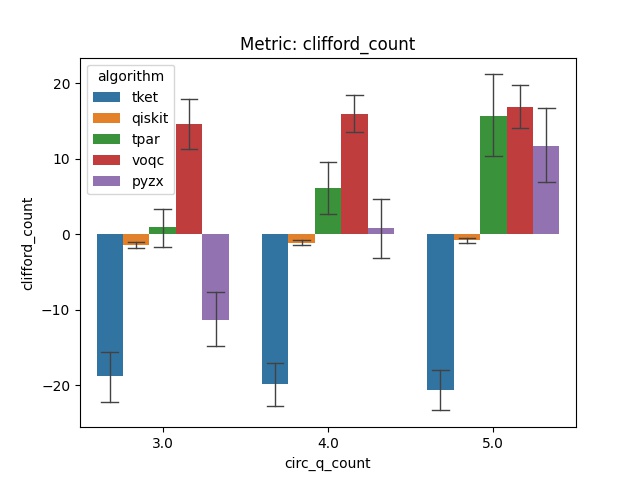 Metric: clifford_count
algorithm
tket
qiskit
tpar
voqc
pyzx
clifford_count
20
10
0
−10
−20
3.0 4.0 5.0
circ_q_count